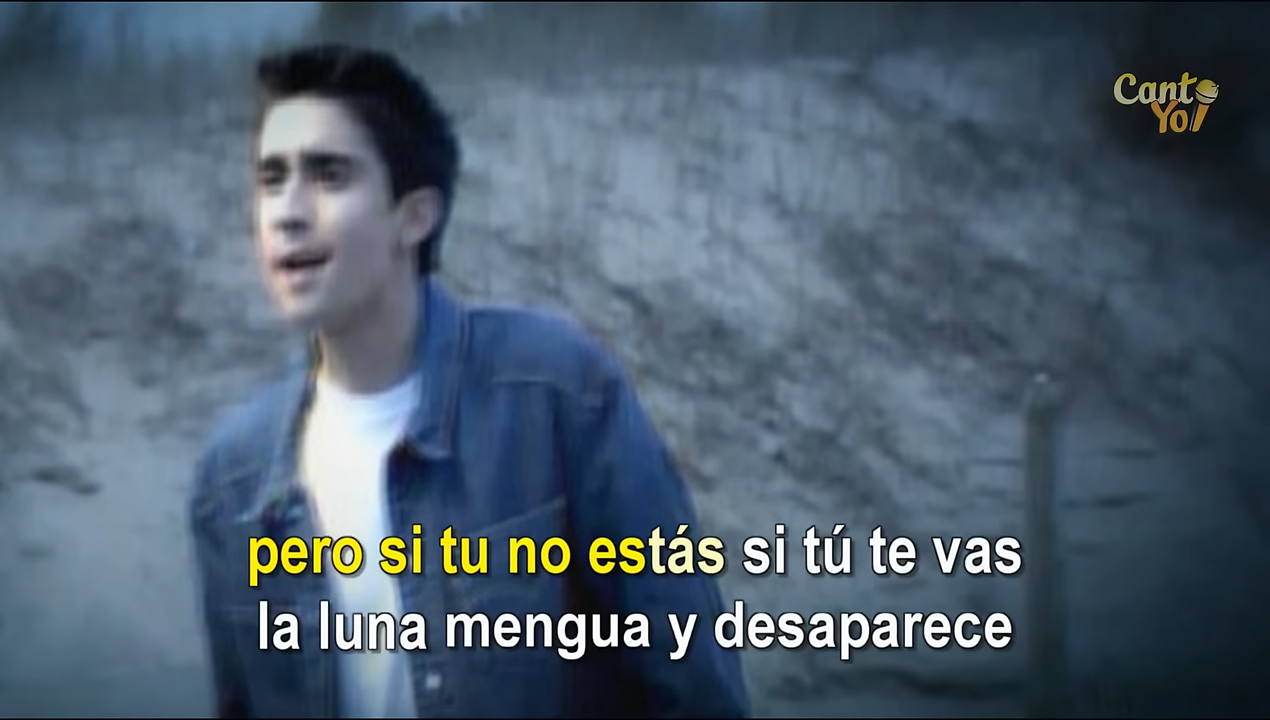 Canto
Yo!
pero si tu no estás si tú te vas
la luna mengua y desaparece